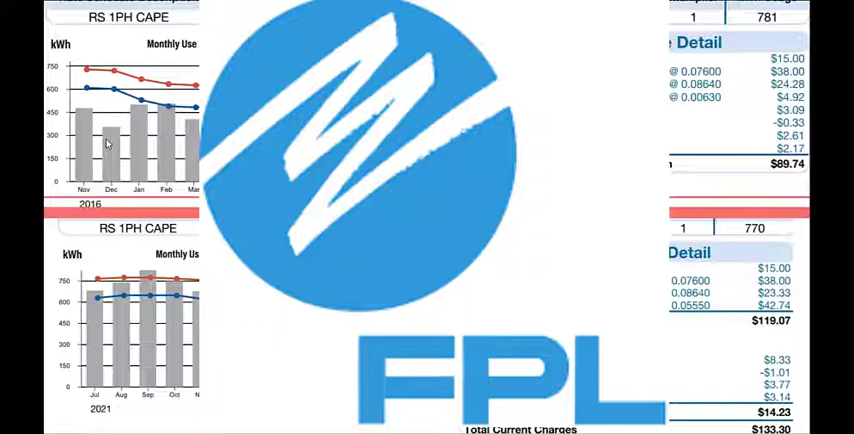 RS 1PH CAPE
1 781
kWh Monthly Use
Detail
$15.00
@ 0.07600 $38.00
@ 0.08640 $24.28
@ 0.00630 $4.92
$3.09
-$0.33
$2.61
$2.17
$89.74
750
600
450
300
150
0
Nov Dec Jan Feb Mar
2016
RS 1PH CAPE
1 770
kWh Monthly Us
Detail
$15.00
0.07600 $38.00
0.08640 $23.33
0.05550 $42.74
$119.07
750
600
450
300
150
0
$8.33
-$1.01
$3.77
$3.14
$14.23
Jul Aug Sep Oct N
2021
FPL
Total Current Charges $133.30